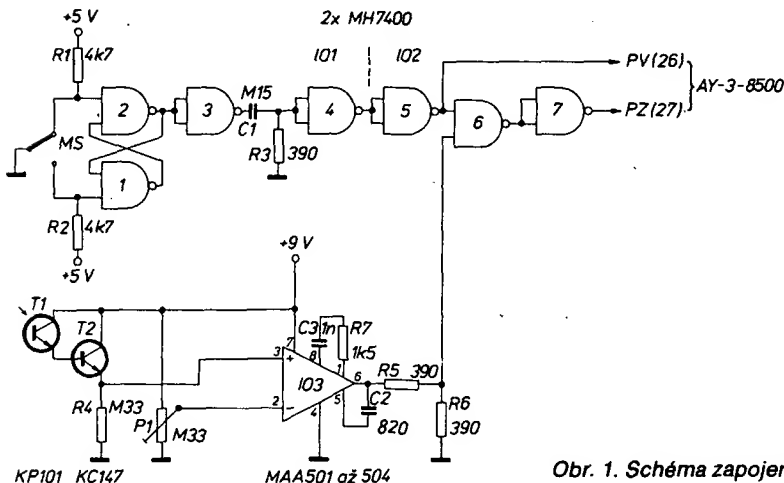 +5 V
2x MH7400
R1
4k7
IO1
IO2
PV(26)
AY-3-8500
PZ(27)
2
3
M15
C1
4
5
6
7
MS
R3
390
1
R2
4k7
+5 V
+9 V
T1
T2
C3
1n
R7
1k5
7
8
3
+
IO3
1
6
R5
390
2
−
4
5
C2
820
R4
M33
P1
M33
R6
390
KP101
KC147
MAA501 až 504
Obr. 1. Schéma zapojen